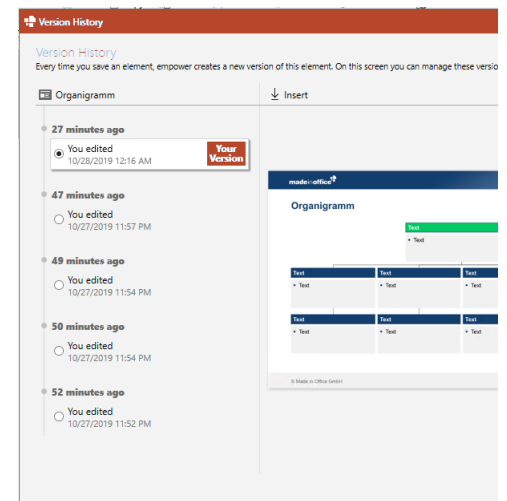 Version History
Version History
Every time you save an element, empower creates a new version of this element. On this screen you can manage these versio
Organigramm
Insert
27 minutes ago
You edited
10/28/2019 12:16 AM
Your
Version
47 minutes ago
You edited
10/27/2019 11:57 PM
49 minutes ago
You edited
10/27/2019 11:54 PM
50 minutes ago
You edited
10/27/2019 11:54 PM
52 minutes ago
You edited
10/27/2019 11:52 PM
madeinoffice
Organigramm
Text
• Text
Text Text Text
• Text • Text • Text
Text Text Text
• Text • Text • Text
© Made in Office GmbH